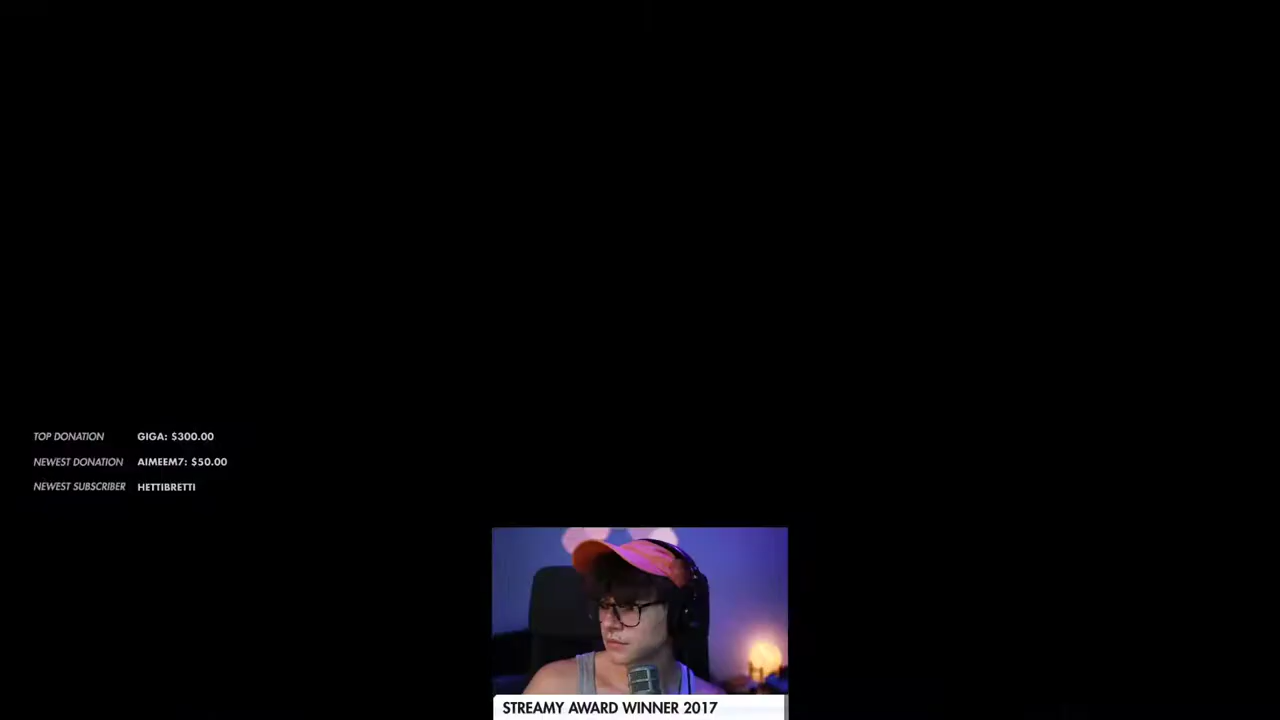 TOP DONATION GIGA: $300.00
NEWEST DONATION AIMEEM7: $50.00
NEWEST SUBSCRIBER HETTIBRETTI
STREAMY AWARD WINNER 2017